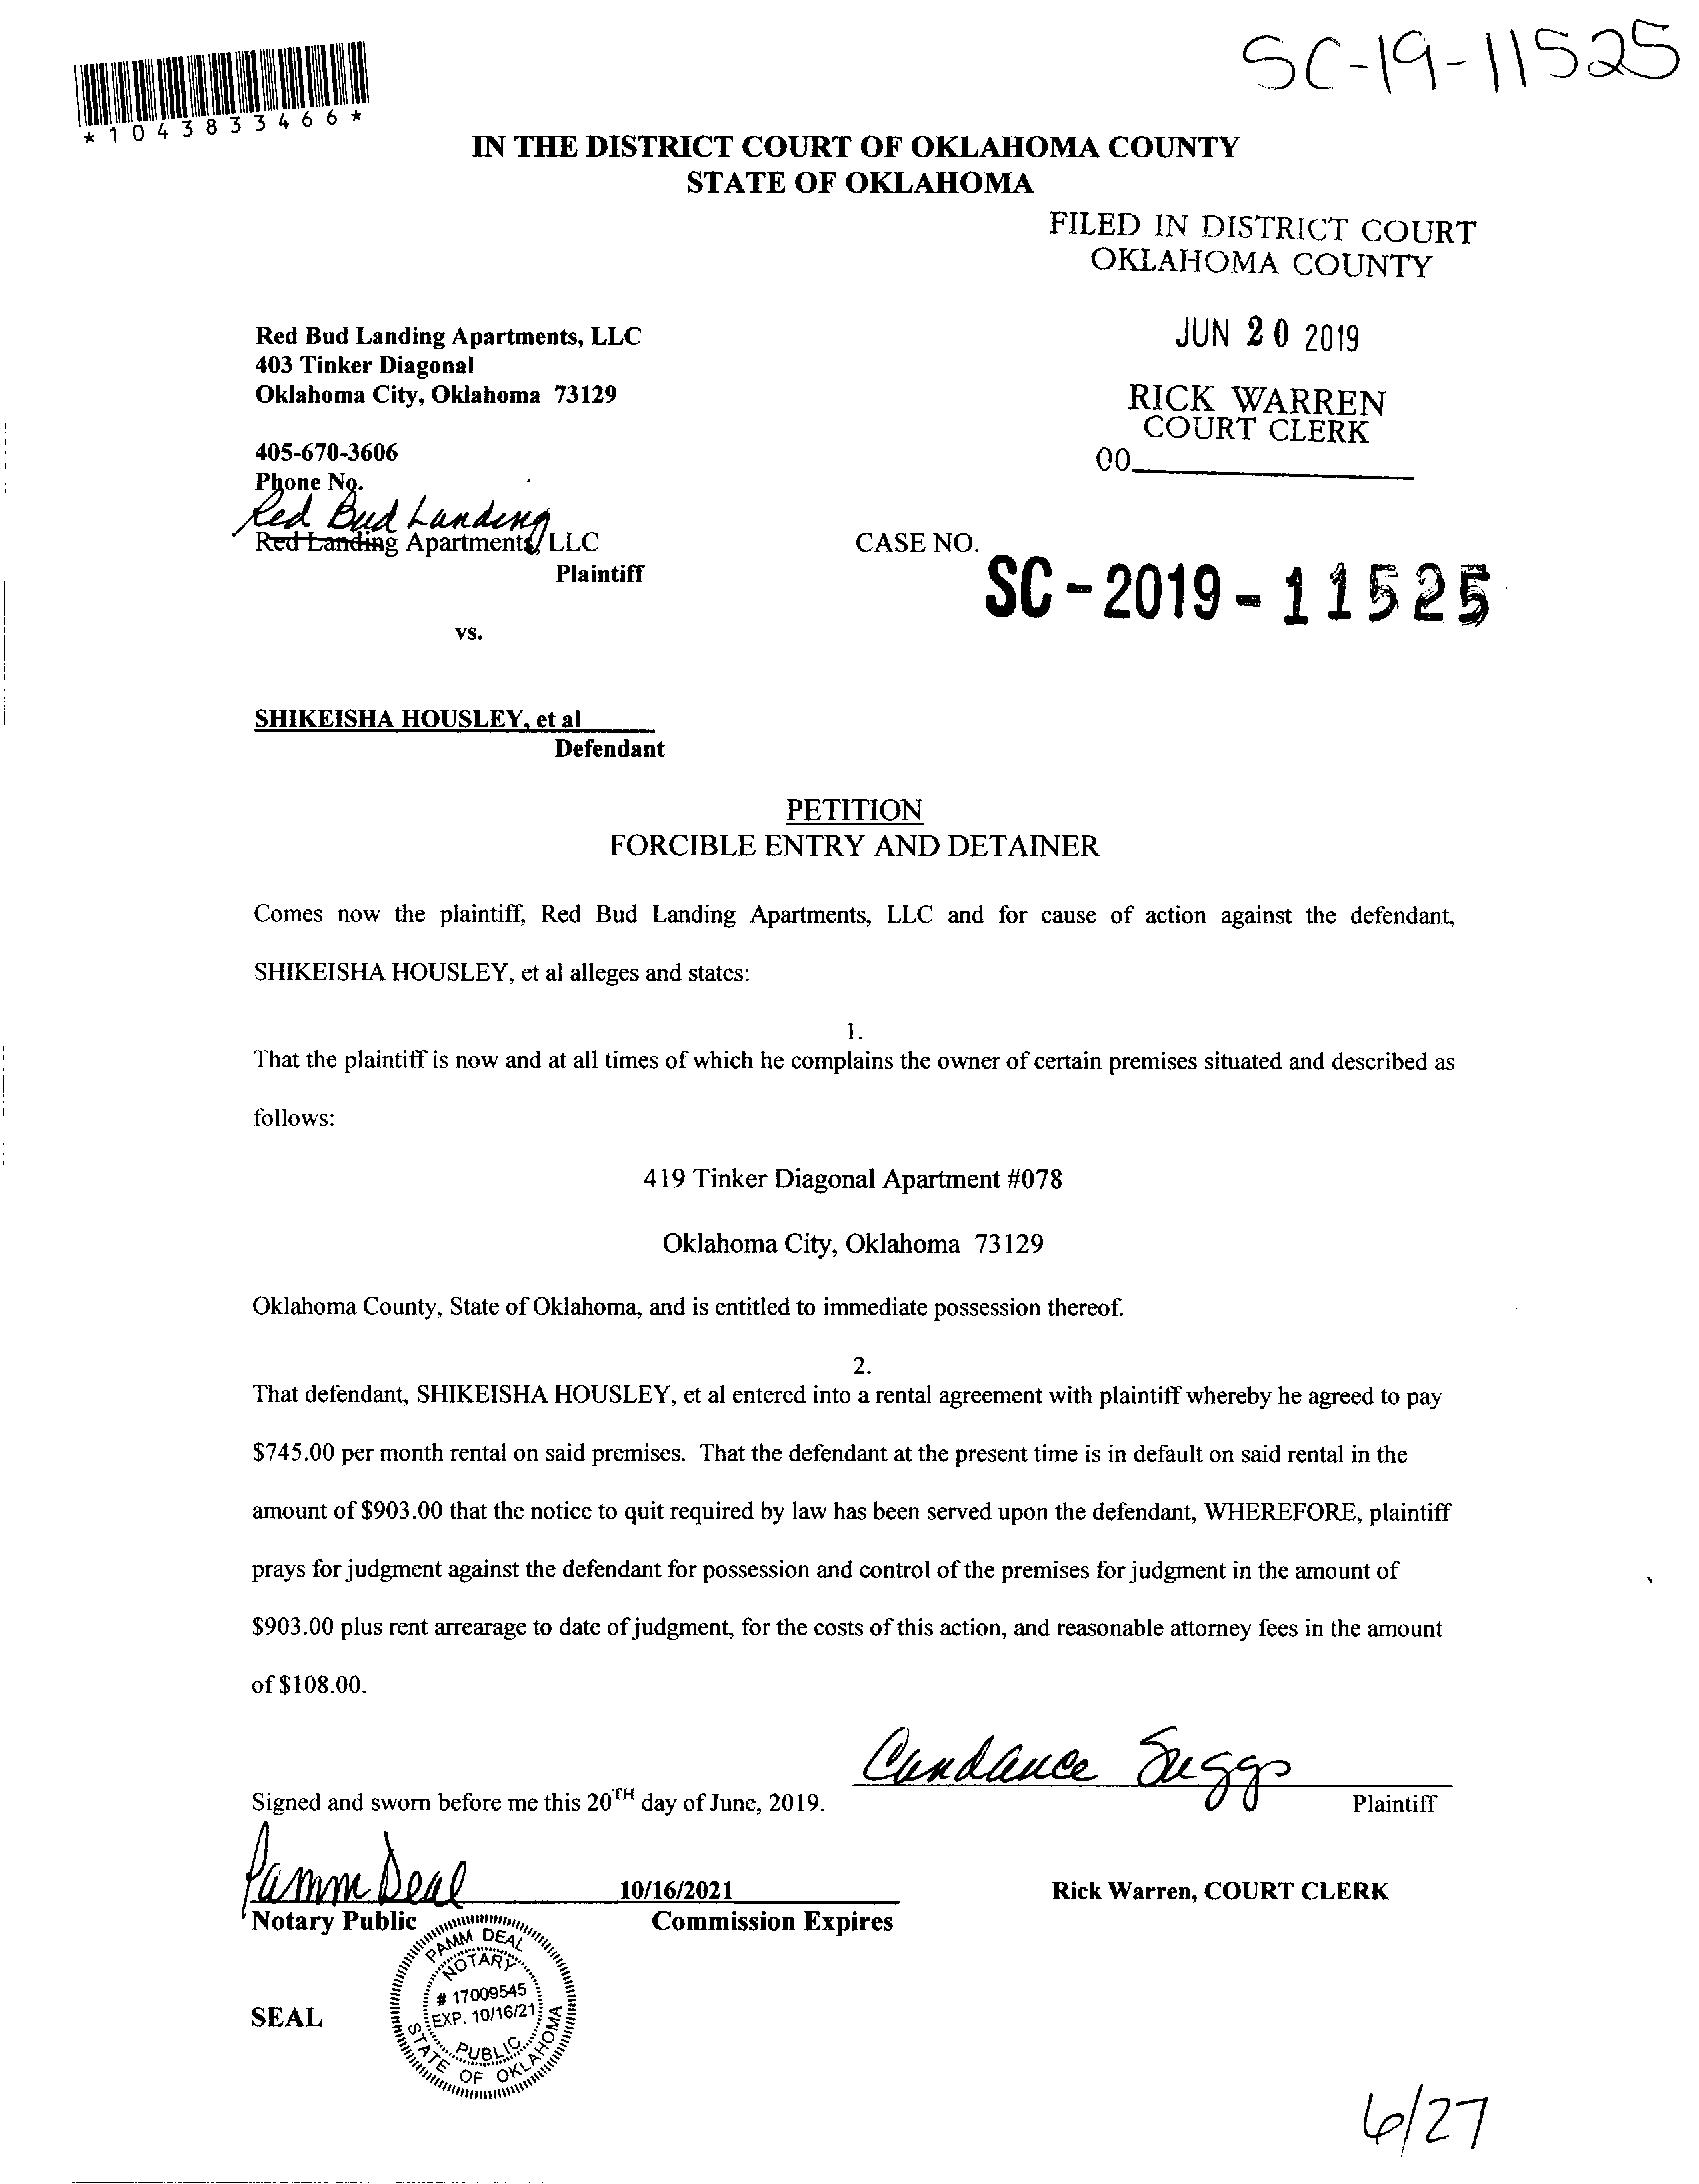 SC-19-11525
*1043833466*
IN THE DISTRICT COURT OF OKLAHOMA COUNTY
STATE OF OKLAHOMA
FILED IN DISTRICT COURT
OKLAHOMA COUNTY
JUN 20 2019
RICK WARREN
COURT CLERK
00
Red Bud Landing Apartments, LLC
403 Tinker Diagonal
Oklahoma City, Oklahoma 73129
405-670-3606
Phone No.
Red Bud Landing
Red Landing Apartments, LLC
Plaintiff
CASE NO.
SC-2019-11525
vs.
SHIKEISHA HOUSLEY, et al
Defendant
PETITION
FORCIBLE ENTRY AND DETAINER
Comes now the plaintiff, Red Bud Landing Apartments, LLC and for cause of action against the defendant,
SHIKEISHA HOUSLEY, et al alleges and states:
1.
That the plaintiff is now and at all times of which he complains the owner of certain premises situated and described as
follows:
419 Tinker Diagonal Apartment #078
Oklahoma City, Oklahoma 73129
Oklahoma County, State of Oklahoma, and is entitled to immediate possession thereof.
2.
That defendant, SHIKEISHA HOUSLEY, et al entered into a rental agreement with plaintiff whereby he agreed to pay
$745.00 per month rental on said premises. That the defendant at the present time is in default on said rental in the
amount of $903.00 that the notice to quit required by law has been served upon the defendant, WHEREFORE, plaintiff
prays for judgment against the defendant for possession and control of the premises for judgment in the amount of
$903.00 plus rent arrearage to date of judgment, for the costs of this action, and reasonable attorney fees in the amount
of $108.00.
Candance Suggs
Signed and sworn before me this 20TH day of June, 2019.
Plaintiff
Pamm Deal
10/16/2021
Rick Warren, COURT CLERK
Notary Public
Commission Expires
PAMM DEAL
NOTARY
# 17009545
EXP. 10/16/21
PUBLIC
STATE OF OKLAHOMA
SEAL
6/27